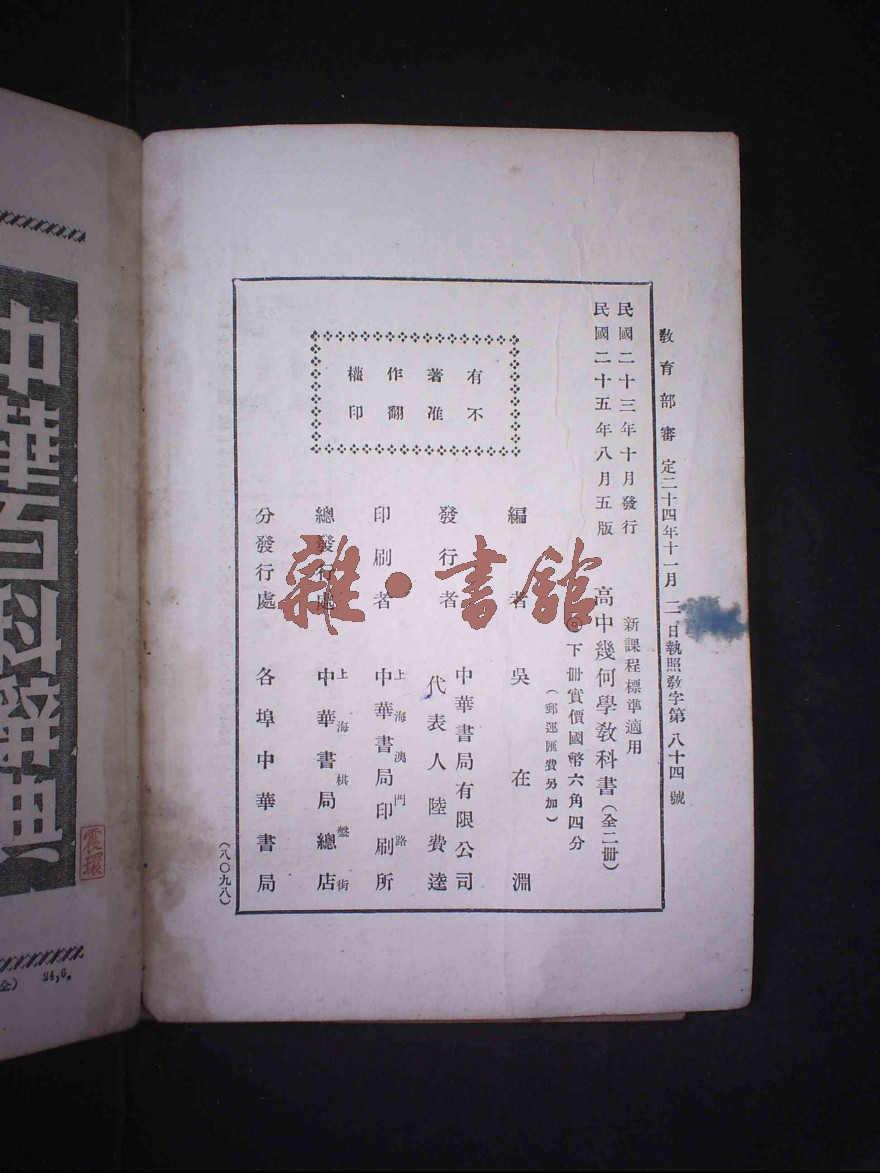 教育部審定二十四年十一月二日執照教字第八十四號
民國二十三年十月發行
民國二十五年八月五版
新課程標準適用
高中幾何學教科書（全二冊）
◎下冊實價國幣六角四分
（郵運匯費另加）
有著作權
不准翻印
編者 吳在淵
發行者 中華書局有限公司
代表人 陸費逵
印刷者 上海澳門路
中華書局印刷所
總發行處 上海棋盤街
中華書局總店
分發行處 各埠中華書局
（八〇九八）
雜·書館
中華百科辭典
霞環
24,6.